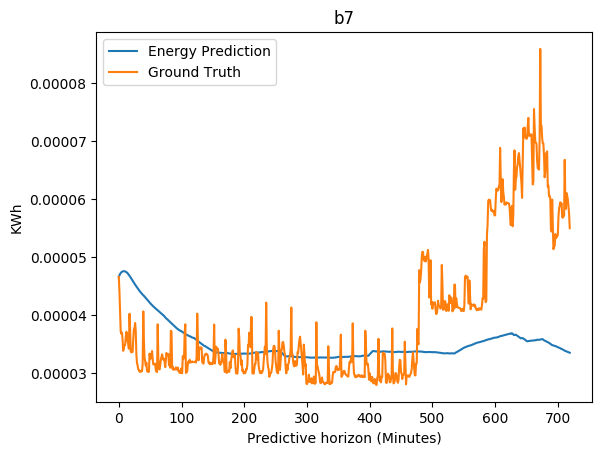 b7
Energy Prediction
Ground Truth
KWh
0.00008
0.00007
0.00006
0.00005
0.00004
0.00003
0 100 200 300 400 500 600 700
Predictive horizon (Minutes)